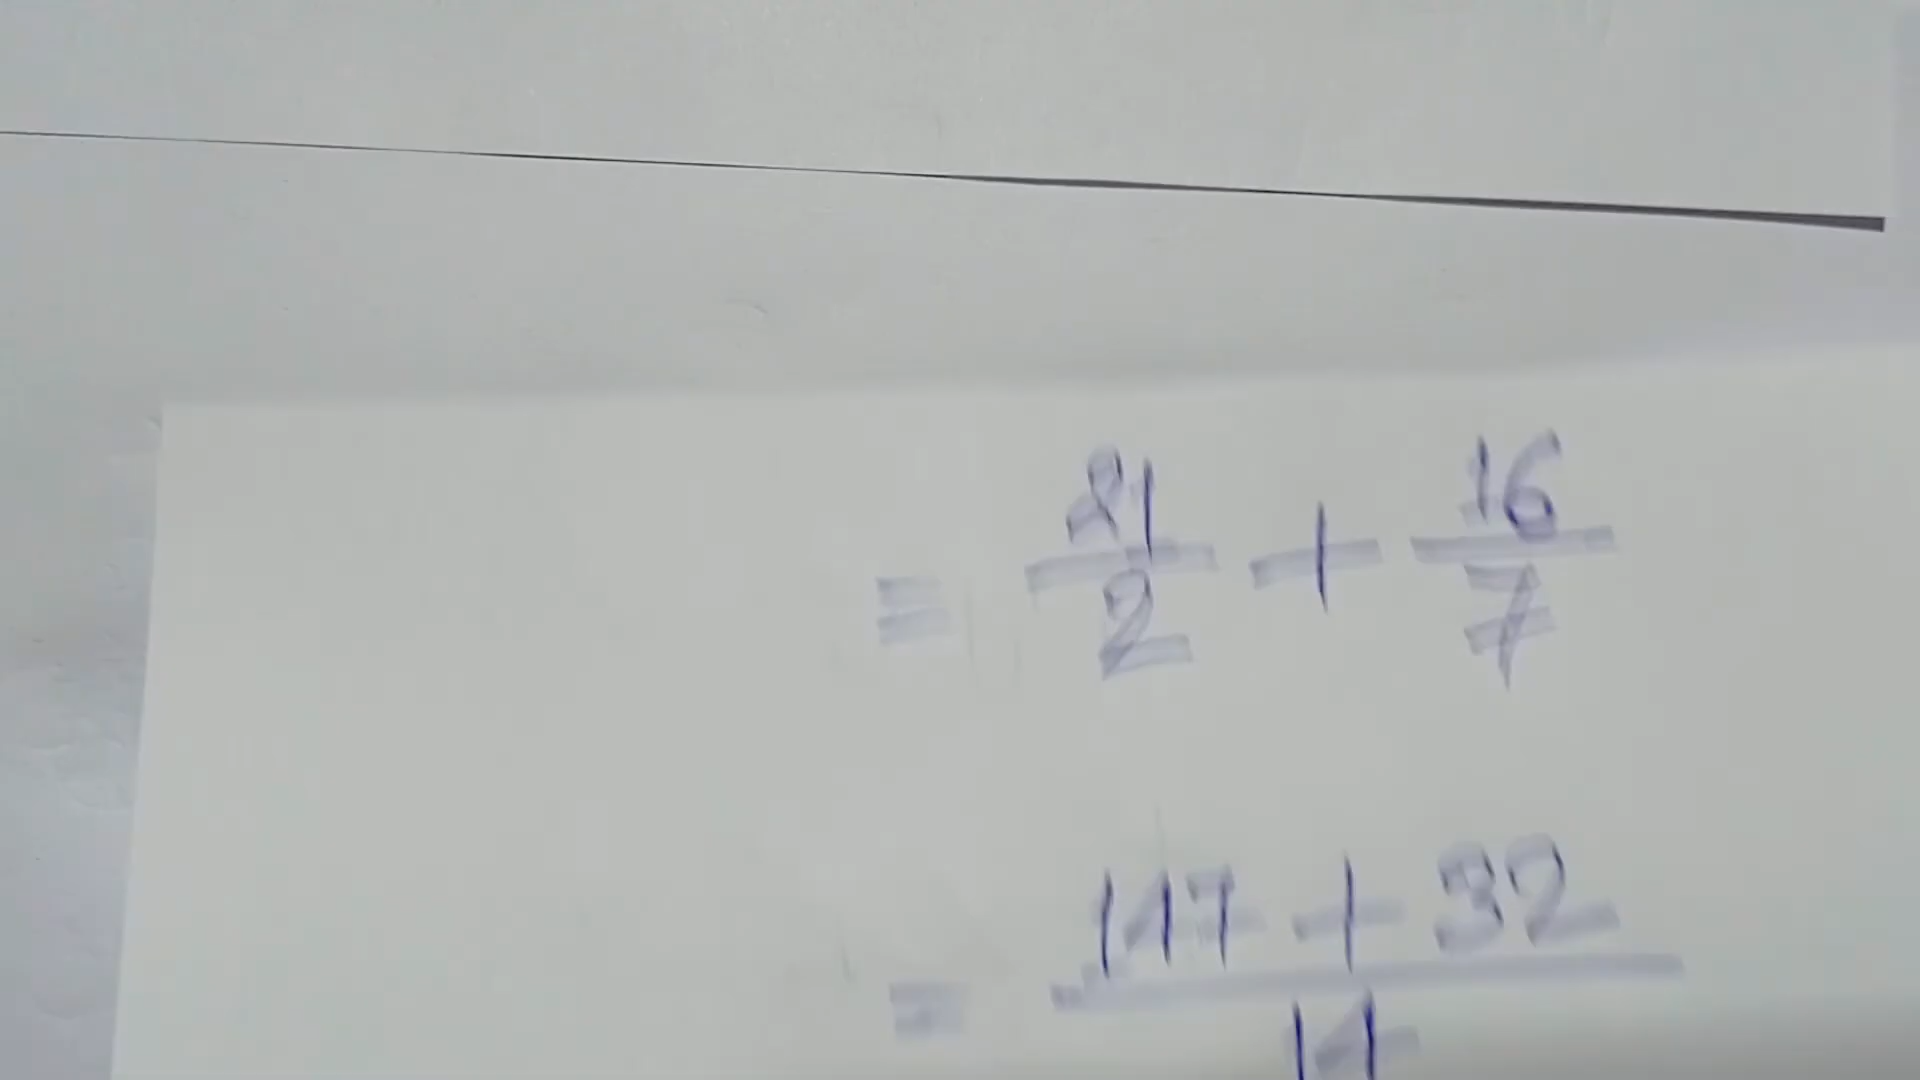 = 21/2 + 16/7
= 147 + 32 / 14